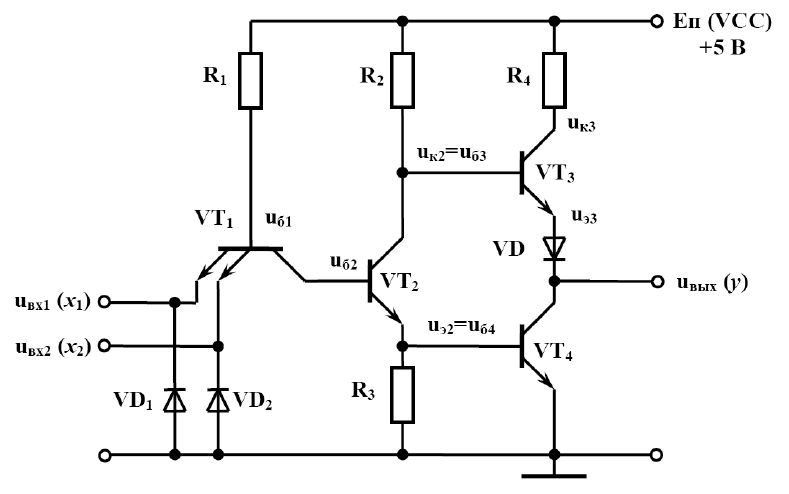 Eп (VCC)
+5 В
R1
R2
R4
uк3
uк2=uб3
VT3
VT1
uб1
uэ3
uб2
VD
VT2
uвх1 (x1)
uвых (y)
uэ2=uб4
uвх2 (x2)
VT4
R3
VD1
VD2